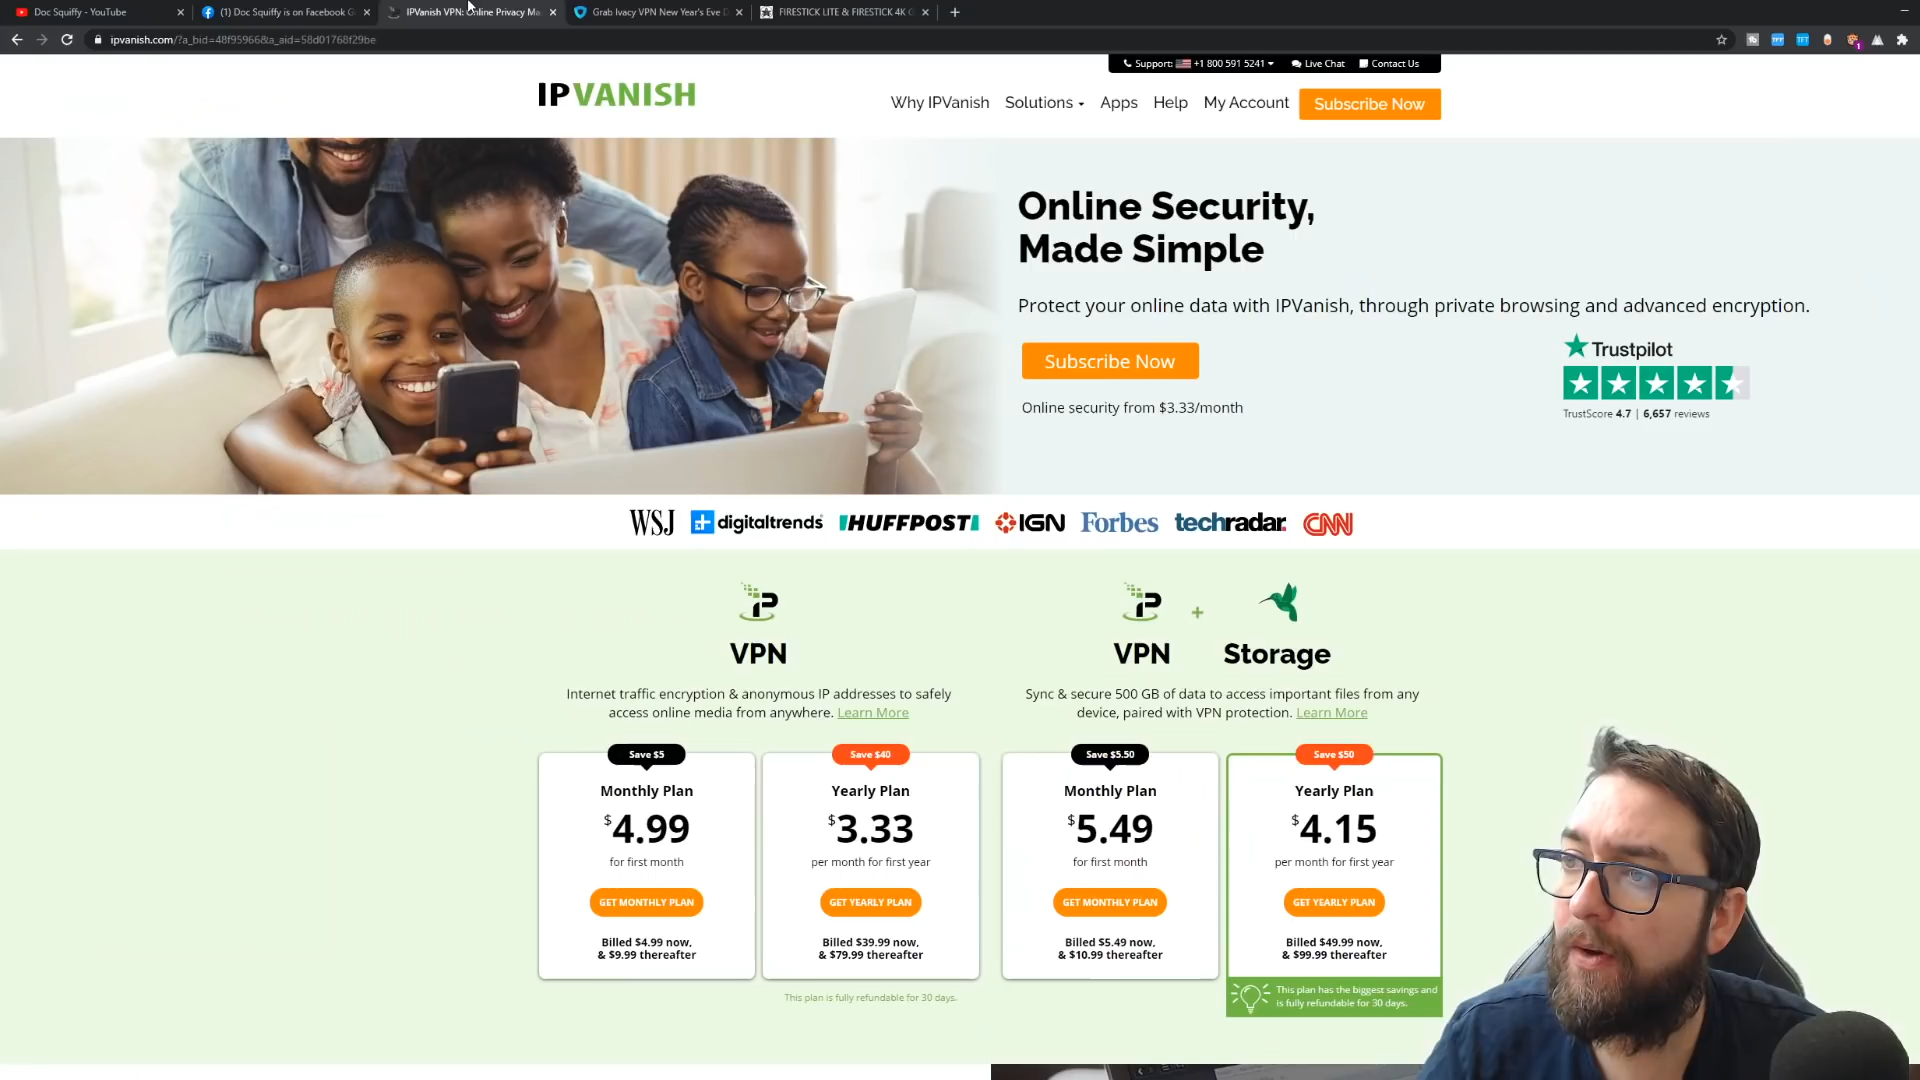 Doc Squiffy - YouTube
(1) Doc Squiffy is on Facebook G
IPVanish VPN: Online Privacy Ma
Grab Ivacy VPN New Year's Eve D
FIRESTICK LITE & FIRESTICK 4K
ipvanish.com/?a_bid=48f95966&a_aid=58d01768f29be
Support: +1 800 591 5241
Live Chat
Contact Us
IPVANISH
Why IPVanish
Solutions
Apps
Help
My Account
Subscribe Now
Online Security,
Made Simple
Protect your online data with IPVanish, through private browsing and advanced encryption.
Subscribe Now
Online security from $3.33/month
Trustpilot
TrustScore 4.7 | 6,657 reviews
WSJ
digitaltrends
HUFFPOST
IGN
Forbes
techradar.
CNN
VPN
Internet traffic encryption & anonymous IP addresses to safely
access online media from anywhere. Learn More
VPN + Storage
Sync & secure 500 GB of data to access important files from any
device, paired with VPN protection. Learn More
Save $5
Monthly Plan
$4.99
for first month
GET MONTHLY PLAN
Billed $4.99 now,
& $9.99 thereafter
Save $40
Yearly Plan
$3.33
per month for first year
GET YEARLY PLAN
Billed $39.99 now,
& $79.99 thereafter
This plan is fully refundable for 30 days.
Save $5.50
Monthly Plan
$5.49
for first month
GET MONTHLY PLAN
Billed $5.49 now,
& $10.99 thereafter
Save $50
Yearly Plan
$4.15
per month for first year
GET YEARLY PLAN
Billed $49.99 now,
& $99.99 thereafter
This plan has the biggest savings and
is fully refundable for 30 days.